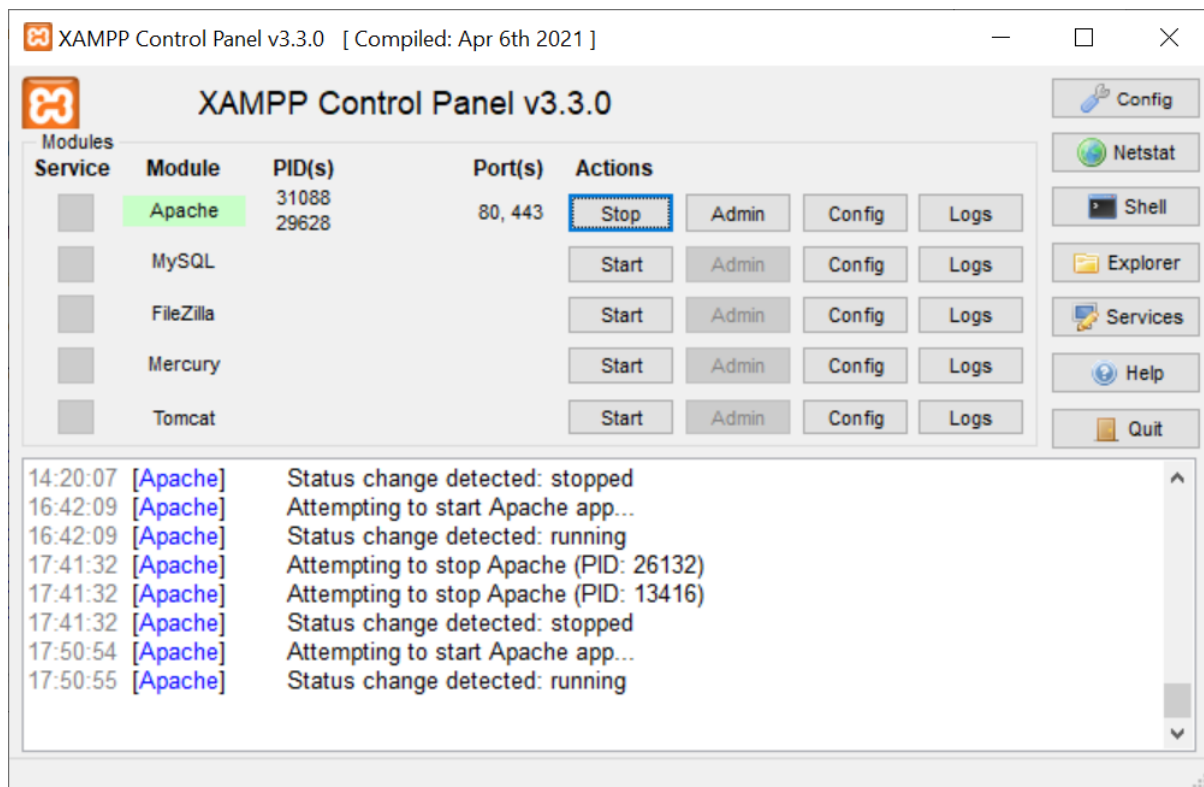 XAMPP Control Panel v3.3.0 [ Compiled: Apr 6th 2021 ]
XAMPP Control Panel v3.3.0
Config
Modules
Netstat
Service Module PID(s) Port(s) Actions
Shell
Apache 31088 29628 80, 443 Stop Admin Config Logs
MySQL Start Admin Config Logs
Explorer
FileZilla Start Admin Config Logs
Services
Mercury Start Admin Config Logs
Help
Tomcat Start Admin Config Logs
Quit
14:20:07 [Apache] Status change detected: stopped
16:42:09 [Apache] Attempting to start Apache app...
16:42:09 [Apache] Status change detected: running
17:41:32 [Apache] Attempting to stop Apache (PID: 26132)
17:41:32 [Apache] Attempting to stop Apache (PID: 13416)
17:41:32 [Apache] Status change detected: stopped
17:50:54 [Apache] Attempting to start Apache app...
17:50:55 [Apache] Status change detected: running